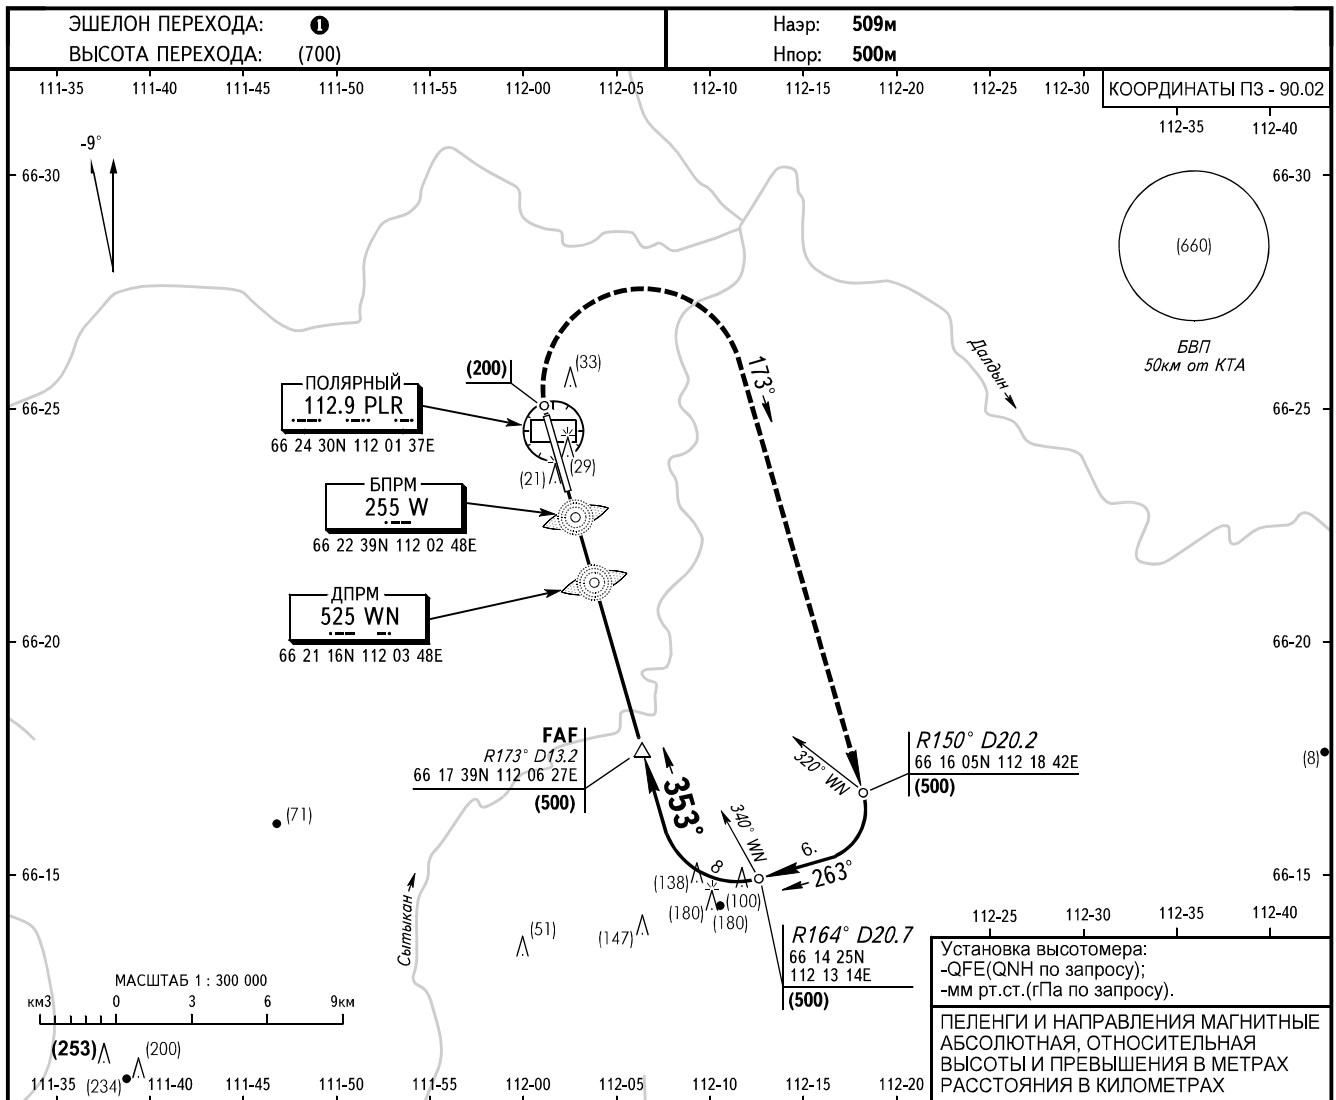 ЭШЕЛОН ПЕРЕХОДА: 1
ВЫСОТА ПЕРЕХОДА: (700)
Наэр: 509м
Нпор: 500м
111-35 111-40 111-45 111-50 111-55 112-00 112-05 112-10 112-15 112-20 112-25 112-30
КООРДИНАТЫ ПЗ - 90.02
112-35 112-40
-9°
66-30 66-30
(660)
БВП
50км от КТА
Далдын
(33)
(200)
173°
ПОЛЯРНЫЙ
112.9 PLR
66 24 30N 112 01 37E
66-25 66-25
(21) (29)
БПРМ
255 W
66 22 39N 112 02 48E
ДПРМ
525 WN
66 21 16N 112 03 48E
66-20 66-20
FAF
R173° D13.2
66 17 39N 112 06 27E
(500)
353°
320° WN
R150° D20.2
66 16 05N 112 18 42E
(500)
(8)
(71)
340° WN
6.
263°
8
66-15 66-15
(138)
(100)
(180)
(180)
(51)
(147)
Сытыкан
R164° D20.7
66 14 25N
112 13 14E
(500)
112-25 112-30 112-35 112-40
Установка высотомера:
-QFE(QNH по запросу);
-мм рт.ст.(гПа по запросу).
ПЕЛЕНГИ И НАПРАВЛЕНИЯ МАГНИТНЫЕ
АБСОЛЮТНАЯ, ОТНОСИТЕЛЬНАЯ
ВЫСОТЫ И ПРЕВЫШЕНИЯ В МЕТРАХ
РАССТОЯНИЯ В КИЛОМЕТРАХ
МАСШТАБ 1 : 300 000
км3 0 3 6 9км
(253) (200)
(234)
111-35 111-40 111-45 111-50 111-55 112-00 112-05 112-10 112-15 112-20